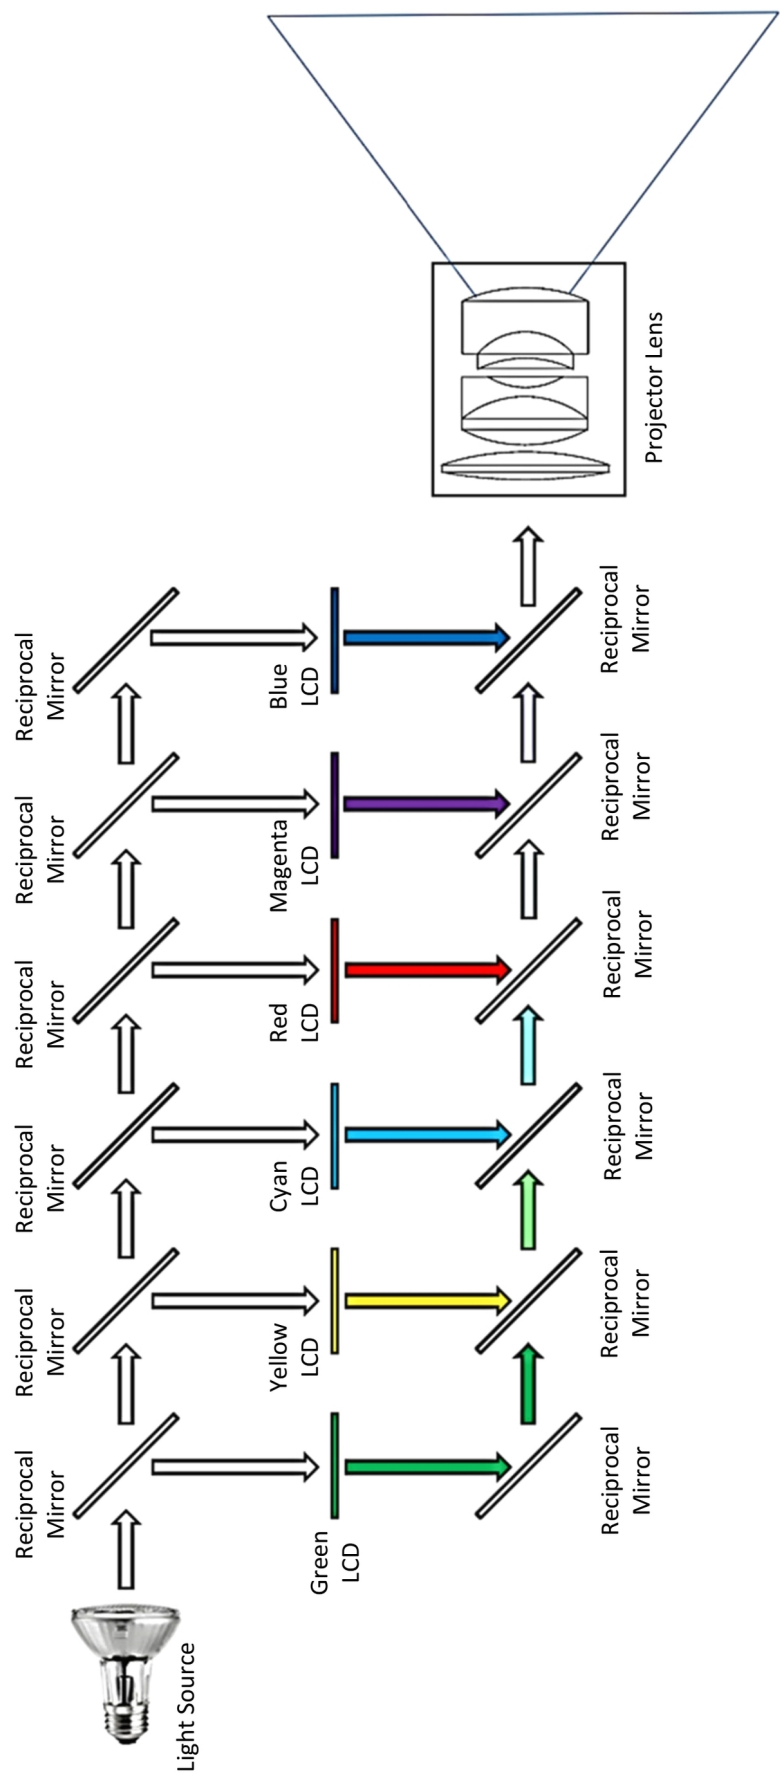 Light Source
Reciprocal
Mirror
Reciprocal
Mirror
Reciprocal
Mirror
Reciprocal
Mirror
Reciprocal
Mirror
Reciprocal
Mirror
Green
LCD
Yellow
LCD
Cyan
LCD
Red
LCD
Magenta
LCD
Blue
LCD
Reciprocal
Mirror
Reciprocal
Mirror
Reciprocal
Mirror
Reciprocal
Mirror
Reciprocal
Mirror
Reciprocal
Mirror
Projector Lens